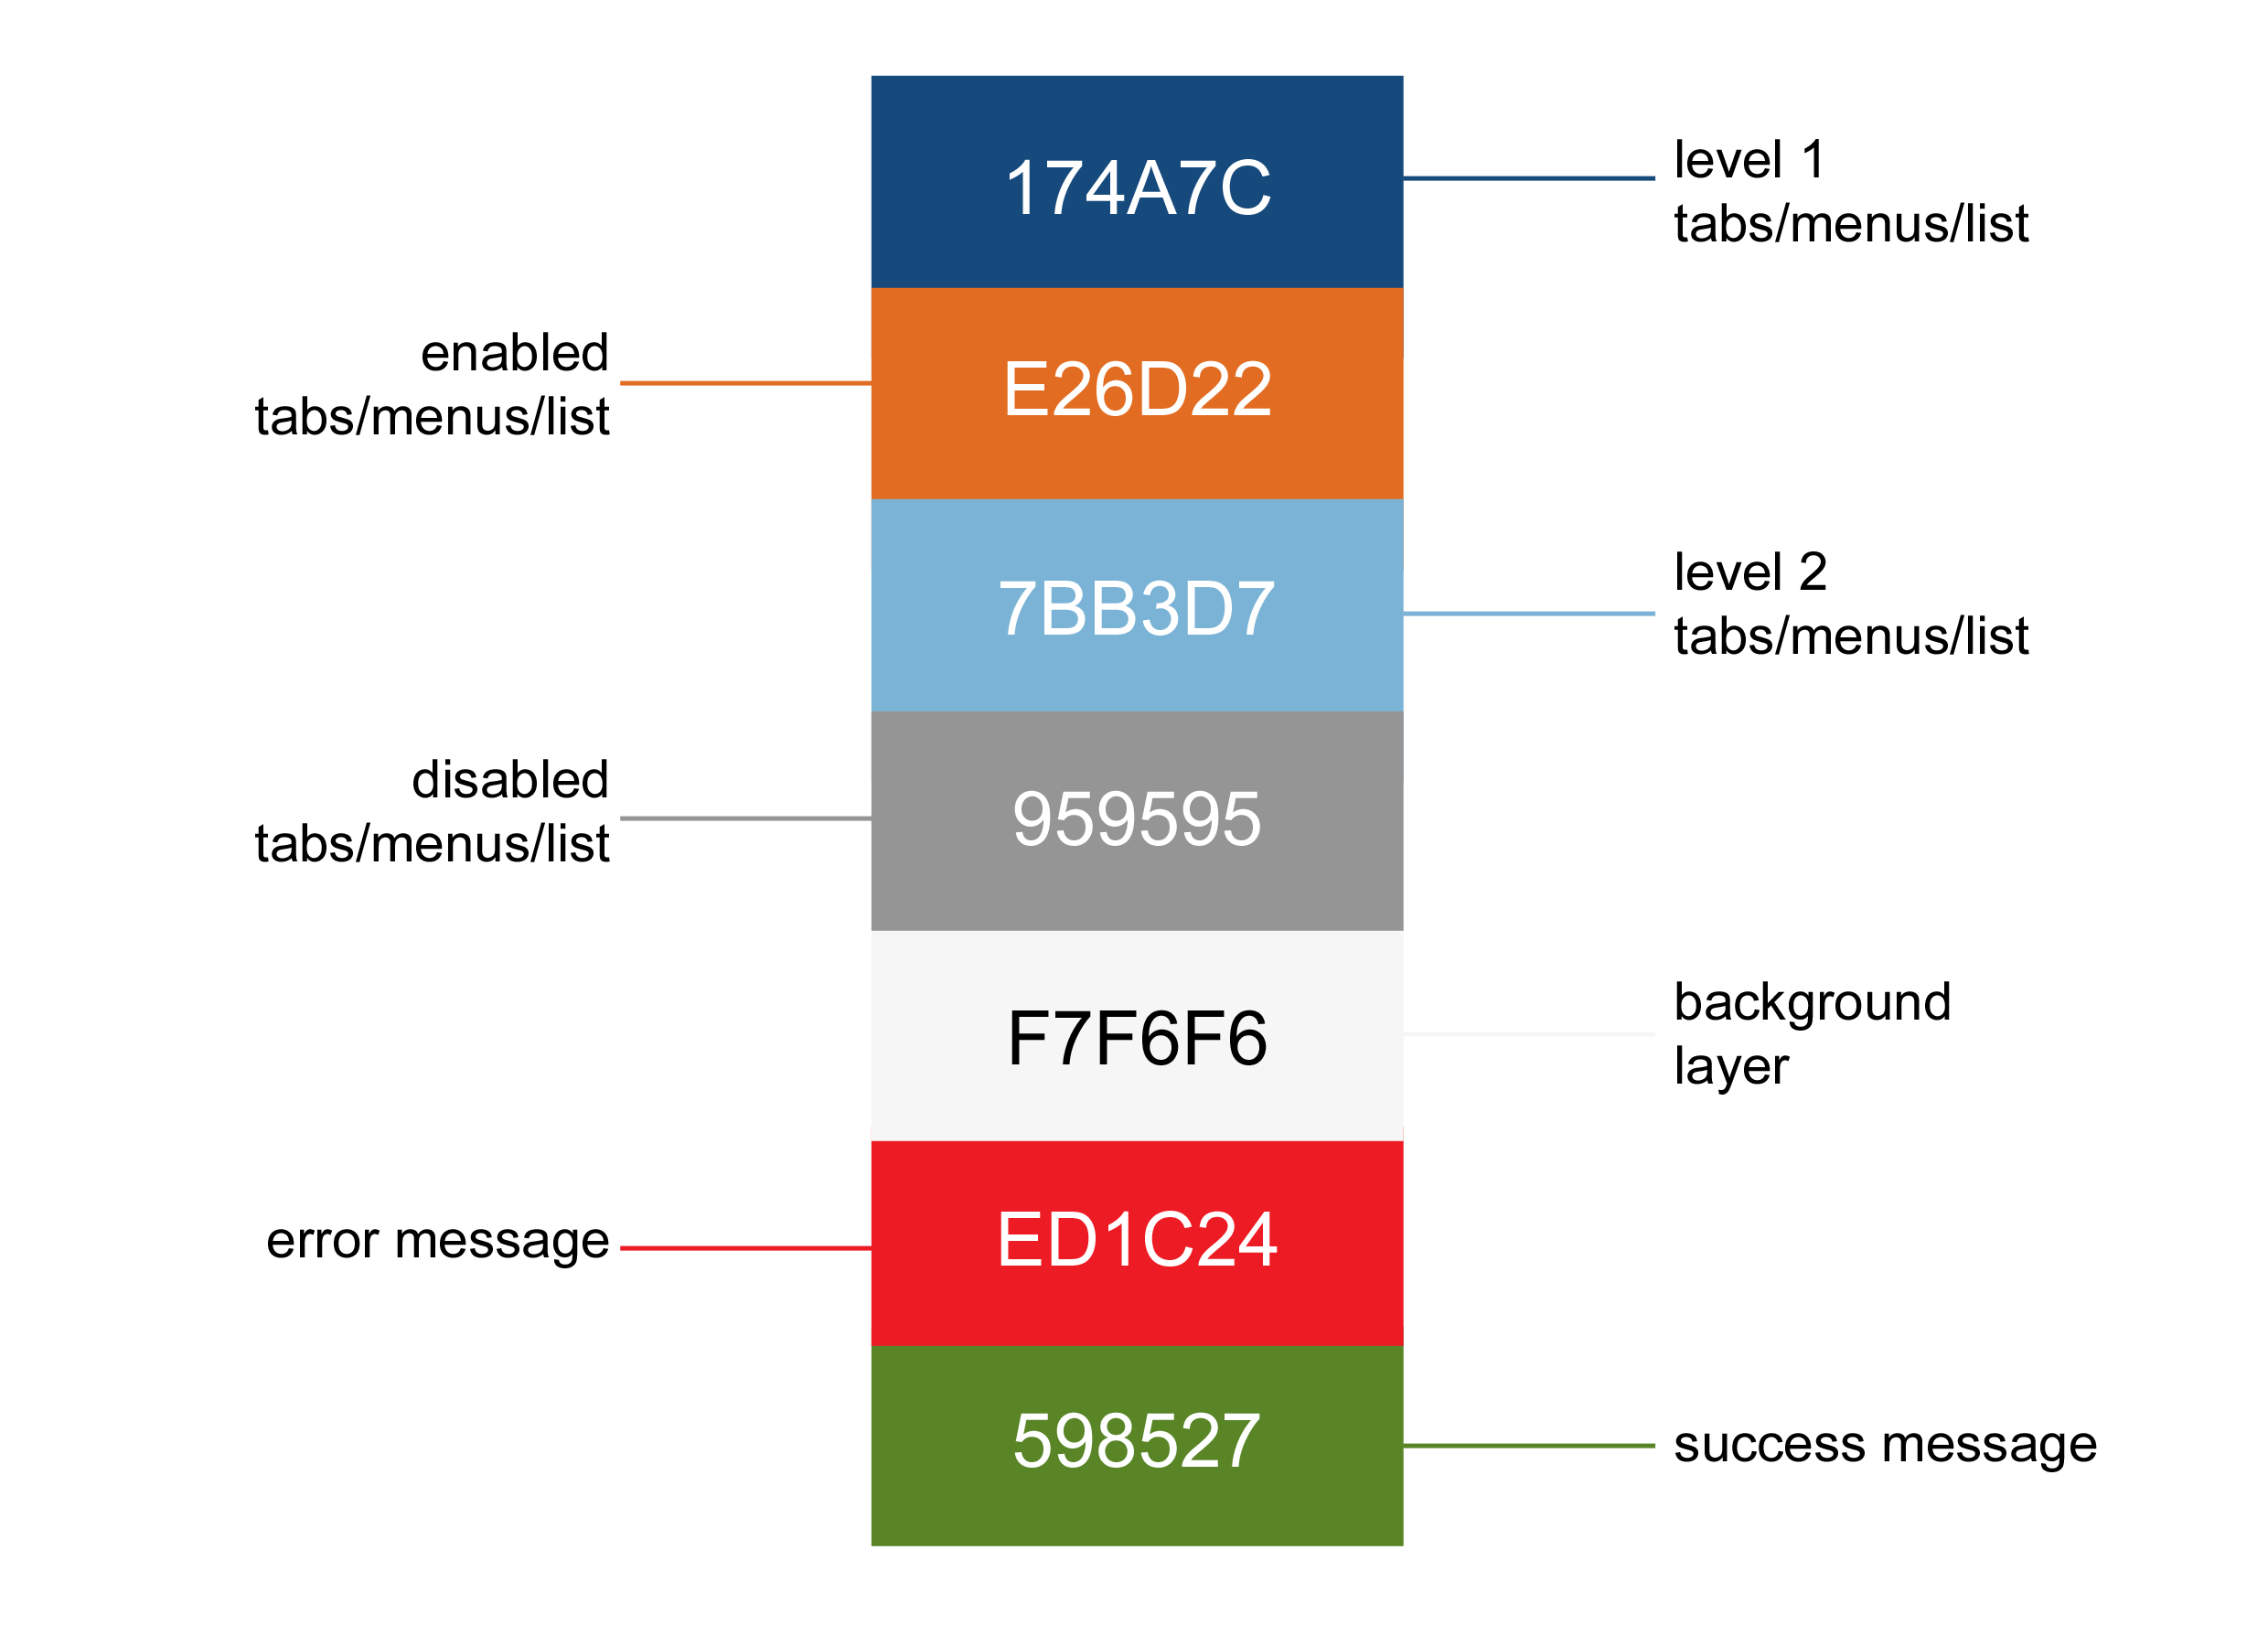 174A7C
level 1
tabs/menus/list
enabled
tabs/menus/list
E26D22
7BB3D7
level 2
tabs/menus/list
disabled
tabs/menus/list
959595
F7F6F6
background
layer
error message
ED1C24
598527
success message